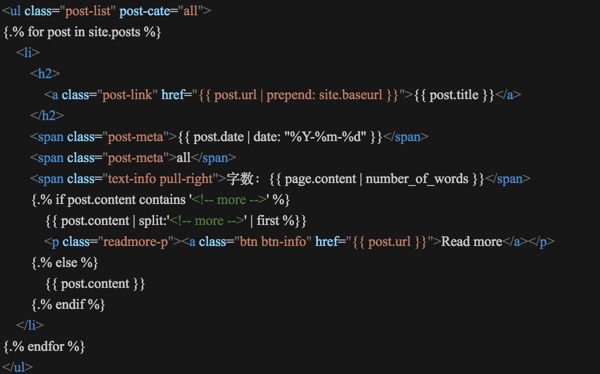 <ul class="post-list" post-cate="all">
{.% for post in site.posts %}
<li>
<h2>
<a class="post-link" href="{{ post.url | prepend: site.baseurl }}">{{ post.title }}</a>
</h2>
<span class="post-meta">{{ post.date | date: "%Y-%m-%d" }}</span>
<span class="post-meta">all</span>
<span class="text-info pull-right">字数：{{ page.content | number_of_words }}</span>
{.% if post.content contains '<!-- more -->' %}
{{ post.content | split:'<!-- more -->' | first %}}
<p class="readmore-p"><a class="btn btn-info" href="{{ post.url }}">Read more</a></p>
{.% else %}
{{ post.content }}
{.% endif %}
</li>
{.% endfor %}
</ul>